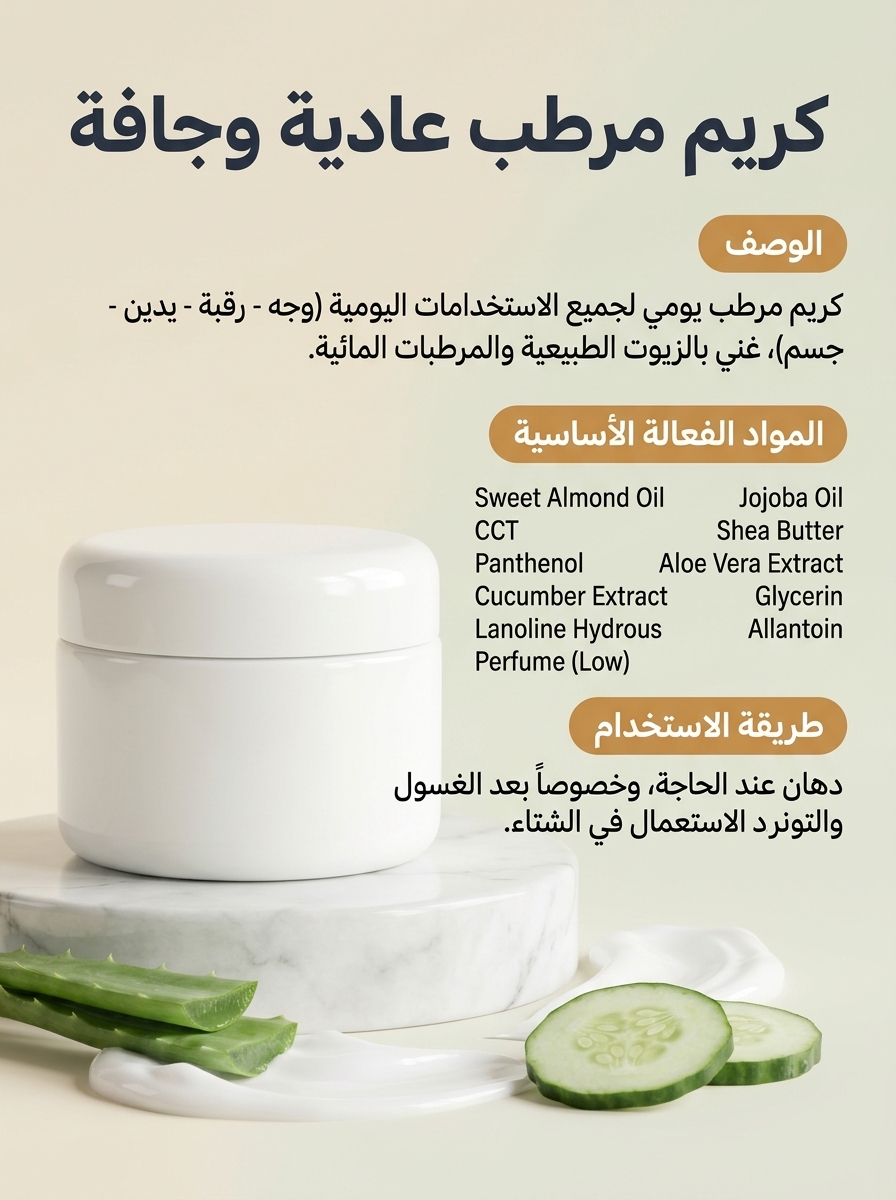 كريم مرطب عادية وجافة
الوصف
كريم مرطب يومي لجميع الاستخدامات اليومية (وجه - رقبة - يدين -
جسم)، غني بالزيوت الطبيعية والمرطبات المائية.
المواد الفعالة الأساسية
Jojoba Oil
Shea Butter
Aloe Vera Extract
Glycerin
Allantoin
Sweet Almond Oil
CCT
Panthenol
Cucumber Extract
Lanoline Hydrous
Perfume (Low)
طريقة الاستخدام
دهان عند الحاجة، وخصوصاً بعد الغسول
والتونرد الاستعمال في الشتاء.